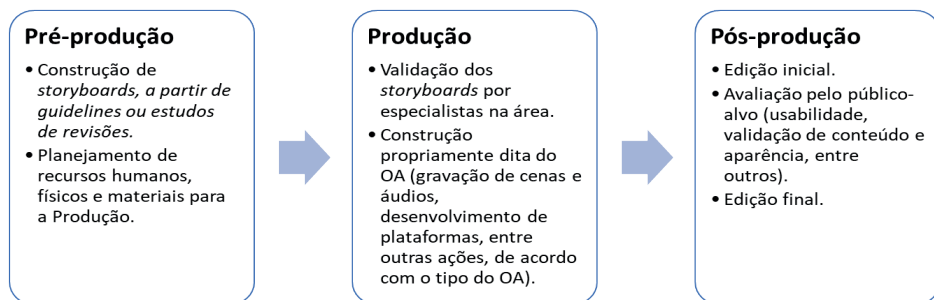 Pré-produção
• Construção de
storyboards, a partir de
guidelines ou estudos
de revisões.
• Planejamento de
recursos humanos,
físicos e materiais para
a Produção.
Produção
• Validação dos
storyboards por
especialistas na área.
• Construção
propriamente dita do
OA (gravação de cenas e
áudios,
desenvolvimento de
plataformas, entre
outras ações, de acordo
com o tipo do OA).
Pós-produção
• Edição inicial.
• Avaliação pelo público-
alvo (usabilidade,
validação de conteúdo e
aparência, entre
outros).
• Edição final.